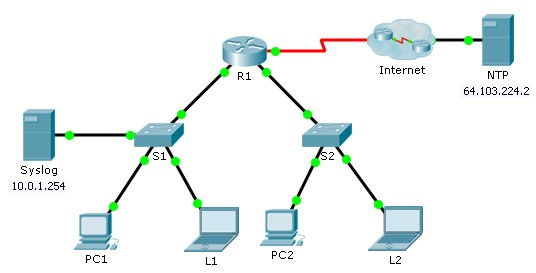 R1
Internet
NTP
64.103.224.2
S1
S2
Syslog
10.0.1.254
PC1
L1
PC2
L2